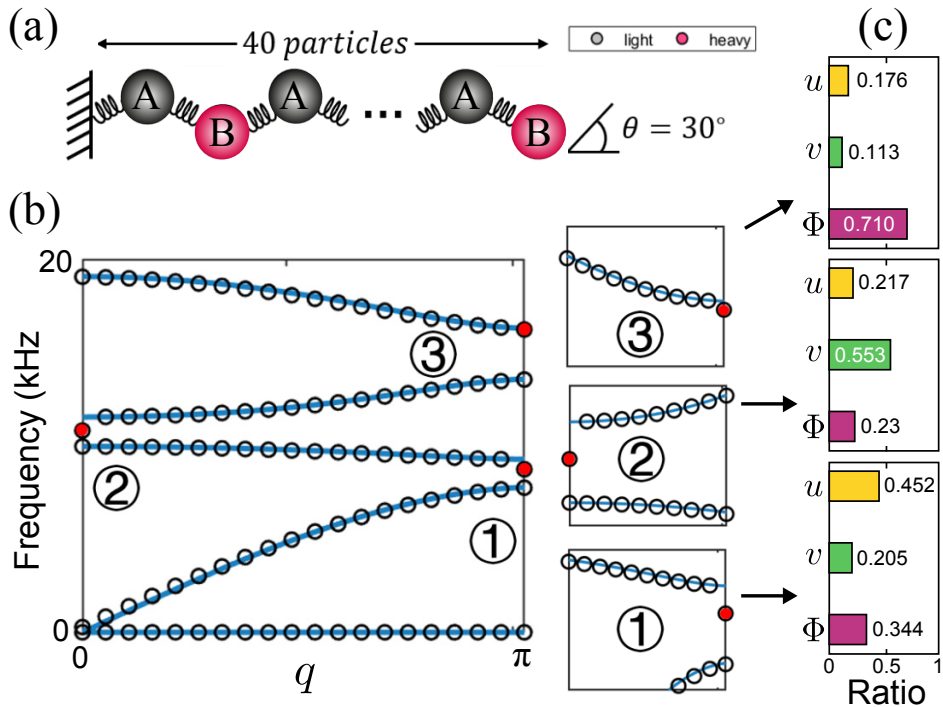 (a)
40 particles
light
heavy
A
B
A
...
A
B
θ = 30°
(b)
20
0
Frequency (kHz)
0
q
π
③
②
①
③
②
①
(c)
u
0.176
v
0.113
Φ
0.710
u
0.217
v
0.553
Φ
0.23
u
0.452
v
0.205
Φ
0.344
0
0.5
1
Ratio